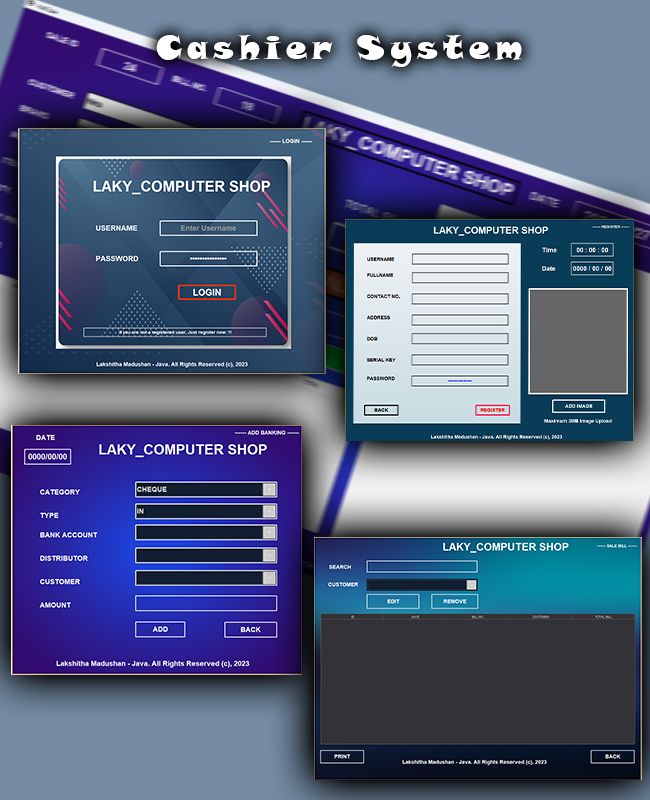 Cashier System
SALE ID
24
BILL NO.
18
CUSTOMER
BRAND
LAKY_COMPUTER SHOP
DATE
------ LOGIN ------
LAKY_COMPUTER SHOP
USERNAME
Enter Username
PASSWORD
LOGIN
If you are not a registered user, Just register now. !!!
Lakshitha Madushan - Java. All Rights Reserved (c), 2023
LAKY_COMPUTER SHOP
------ REGISTER ------
USERNAME
FULLNAME
CONTACT NO.
ADDRESS
DOB
SERIAL KEY
PASSWORD
BACK
REGISTER
Time
00 : 00 : 00
Date
0000 / 00 / 00
ADD IMAGE
Maximum 3MB Image Upload
Lakshitha Madushan - Java. All Rights Reserved (c), 2023
DATE
0000/00/00
------ ADD BANKING ------
LAKY_COMPUTER SHOP
CATEGORY
CHEQUE
TYPE
IN
BANK ACCOUNT
DISTRIBUTOR
CUSTOMER
AMOUNT
ADD
BACK
Lakshitha Madushan - Java. All Rights Reserved (c), 2023
LAKY_COMPUTER SHOP
------ SALE BILL ------
SEARCH
CUSTOMER
EDIT
REMOVE
ID
DATE
BILL NO.
CUSTOMER
TOTAL BILL
PRINT
Lakshitha Madushan - Java. All Rights Reserved (c), 2023
BACK